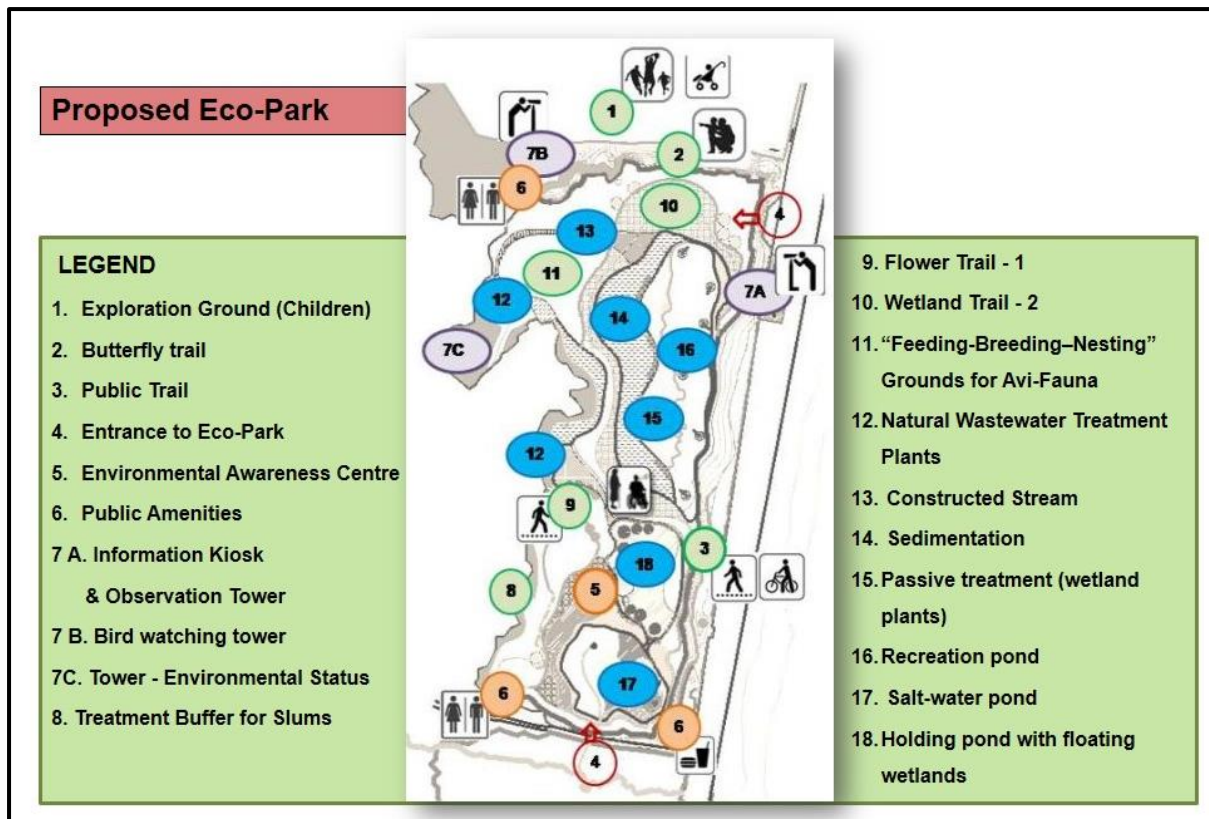 Proposed Eco-Park
LEGEND
1. Exploration Ground (Children)
2. Butterfly trail
3. Public Trail
4. Entrance to Eco-Park
5. Environmental Awareness Centre
6. Public Amenities
7 A. Information Kiosk
& Observation Tower
7 B. Bird watching tower
7C. Tower - Environmental Status
8. Treatment Buffer for Slums
1
2
7B
6
10
4
13
11
7A
12
14
7C
16
15
12
9
3
18
5
8
17
6
6
4
9. Flower Trail - 1
10. Wetland Trail - 2
11. “Feeding-Breeding–Nesting”
Grounds for Avi-Fauna
12. Natural Wastewater Treatment
Plants
13. Constructed Stream
14. Sedimentation
15. Passive treatment (wetland
plants)
16. Recreation pond
17. Salt-water pond
18. Holding pond with floating
wetlands